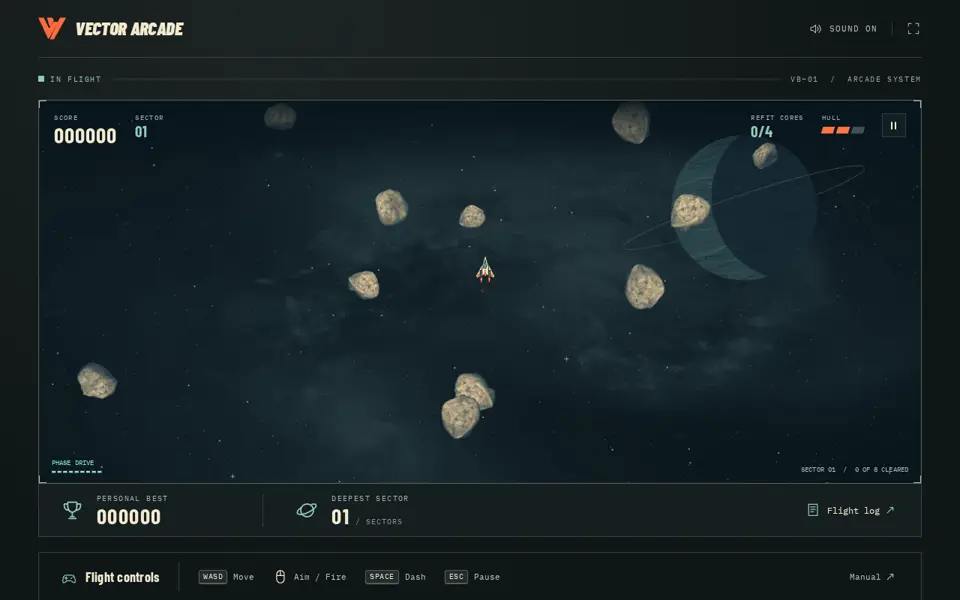 VECTOR ARCADE
SOUND ON
IN FLIGHT
VB-01 / ARCADE SYSTEM
SCORE
000000
SECTOR
01
REFIT CORES
0/4
HULL
PHASE DRIVE
SECTOR 01 / 0 OF 8 CLEARED
PERSONAL BEST
000000
DEEPEST SECTOR
01 / SECTORS
Flight log ↗
Flight controls
WASD Move
Aim / Fire
SPACE Dash
ESC Pause
Manual ↗